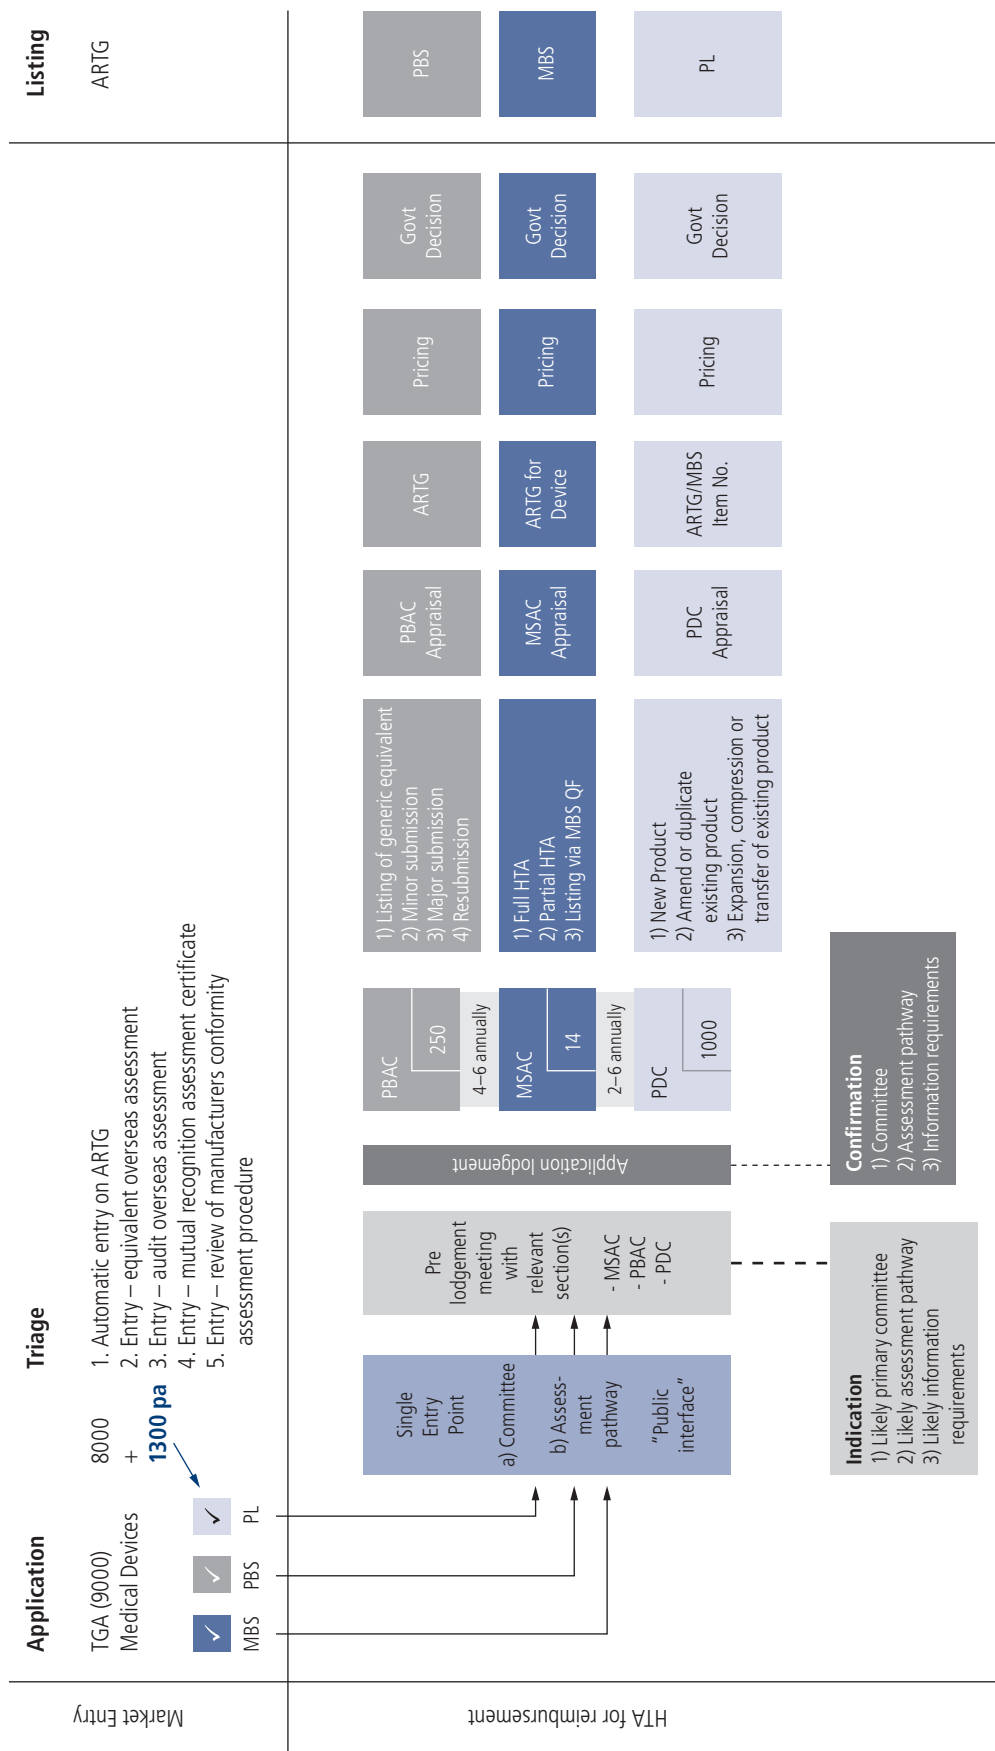 Application
Triage
Listing
Market Entry
TGA (9000)
Medical Devices
8000
+
1300 pa
MBS
PBS
PL
1. Automatic entry on ARTG
2. Entry – equivalent overseas assessment
3. Entry – audit overseas assessment
4. Entry – mutual recognition assessment certificate
5. Entry – review of manufacturers conformity
assessment procedure
ARTG
HTA for reimbursement
Single
Entry
Point
a) Committee
b) Assess-
ment
pathway
“Public
interface”
Pre
lodgement
meeting
with
relevant
section(s)
- MSAC
- PBAC
- PDC
Application lodgement
PBAC
250
4–6 annually
MSAC
14
2–6 annually
PDC
1000
1) Listing of generic equivalent
2) Minor submission
3) Major submission
4) Resubmission
PBAC
Appraisal
ARTG
Pricing
Govt
Decision
PBS
1) Full HTA
2) Partial HTA
3) Listing via MBS QF
MSAC
Appraisal
ARTG for
Device
Pricing
Govt
Decision
MBS
1) New Product
2) Amend or duplicate
existing product
3) Expansion, compression or
transfer of existing product
PDC
Appraisal
ARTG/MBS
Item No.
Pricing
Govt
Decision
PL
Indication
1) Likely primary committee
2) Likely assessment pathway
3) Likely information
requirements
Confirmation
1) Committee
2) Assessment pathway
3) Information requirements